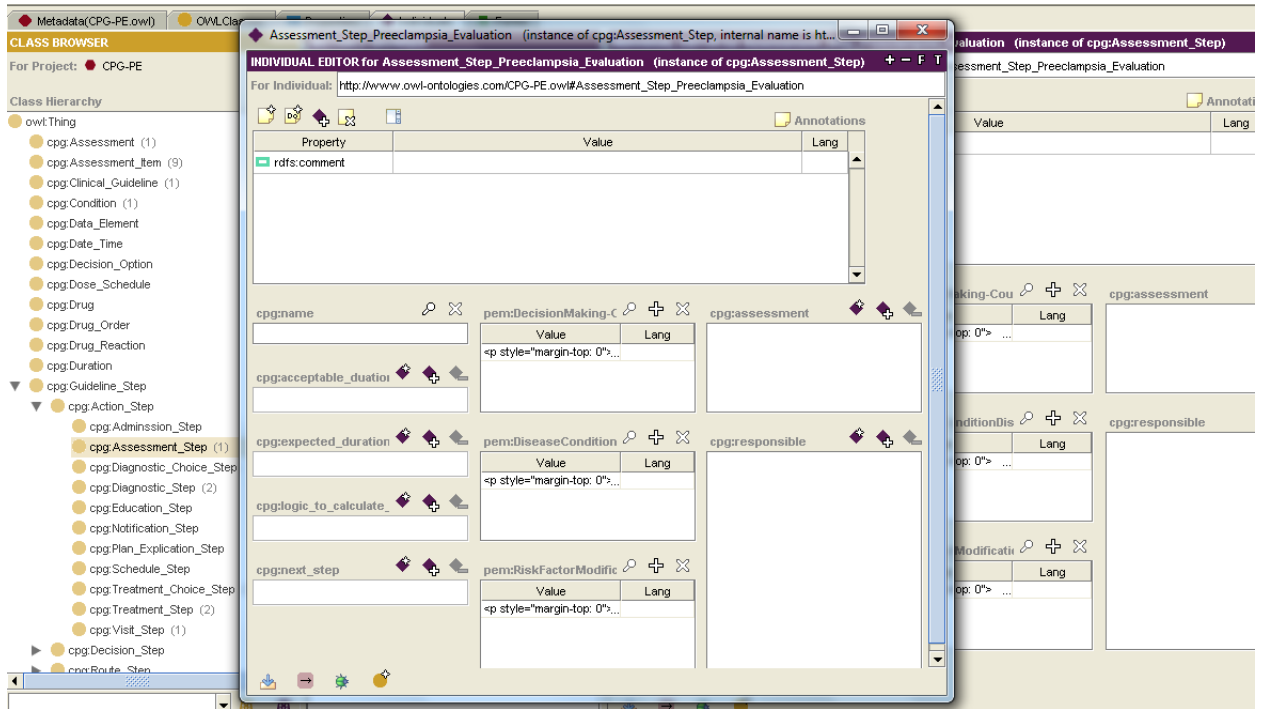 Metadata(CPG-PE.owl)
CLASS BROWSER
For Project: CPG-PE
Class Hierarchy
owl:Thing
cpg:Assessment (1)
cpg:Assessment_Item (9)
cpg:Clinical_Guideline (1)
cpg:Condition (1)
cpg:Data_Element
cpg:Date_Time
cpg:Decision_Option
cpg:Dose_Schedule
cpg:Drug
cpg:Drug_Order
cpg:Drug_Reaction
cpg:Duration
cpg:Guideline_Step
cpg:Action_Step
cpg:Adminssion_Step
cpg:Assessment_Step (1)
cpg:Diagnostic_Choice_Step
cpg:Diagnostic_Step (2)
cpg:Education_Step
cpg:Notification_Step
cpg:Plan_Explication_Step
cpg:Schedule_Step
cpg:Treatment_Choice_Step
cpg:Treatment_Step (2)
cpg:Visit_Step (1)
cpg:Decision_Step
cpg:Route_Step
Assessment_Step_Preeclampsia_Evaluation (instance of cpg:Assessment_Step, internal name is ht...
INDIVIDUAL EDITOR for Assessment_Step_Preeclampsia_Evaluation (instance of cpg:Assessment_Step) + - F T
For Individual: http://www.owl-ontologies.com/CPG-PE.owl#Assessment_Step_Preeclampsia_Evaluation
Annotations
Property Value Lang
rdfs:comment
cpg:name
cpg:acceptable_duation
cpg:expected_duration
cpg:logic_to_calculate_
cpg:next_step
pem:DecisionMaking-C
Value Lang
<p style="margin-top: 0">...
pem:DiseaseCondition
Value Lang
<p style="margin-top: 0">...
pem:RiskFactorModific
Value Lang
<p style="margin-top: 0">...
cpg:assessment
cpg:responsible
aluation (instance of cpg:Assessment_Step)
sessment_Step_Preeclampsia_Evaluation
Annotati
Value Lang
aking-Cou
Lang
op: 0"> ...
cpg:assessment
nditionDis
Lang
op: 0"> ...
cpg:responsible
Modificati
Lang
op: 0"> ...